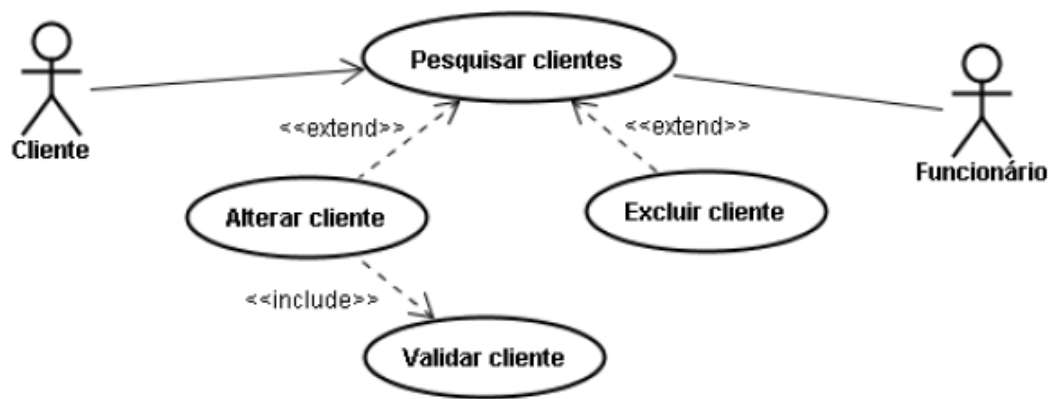 Pesquisar clientes
<<extend>>
<<extend>>
Cliente
Funcionário
Alterar cliente
Excluir cliente
<<include>>
Validar cliente